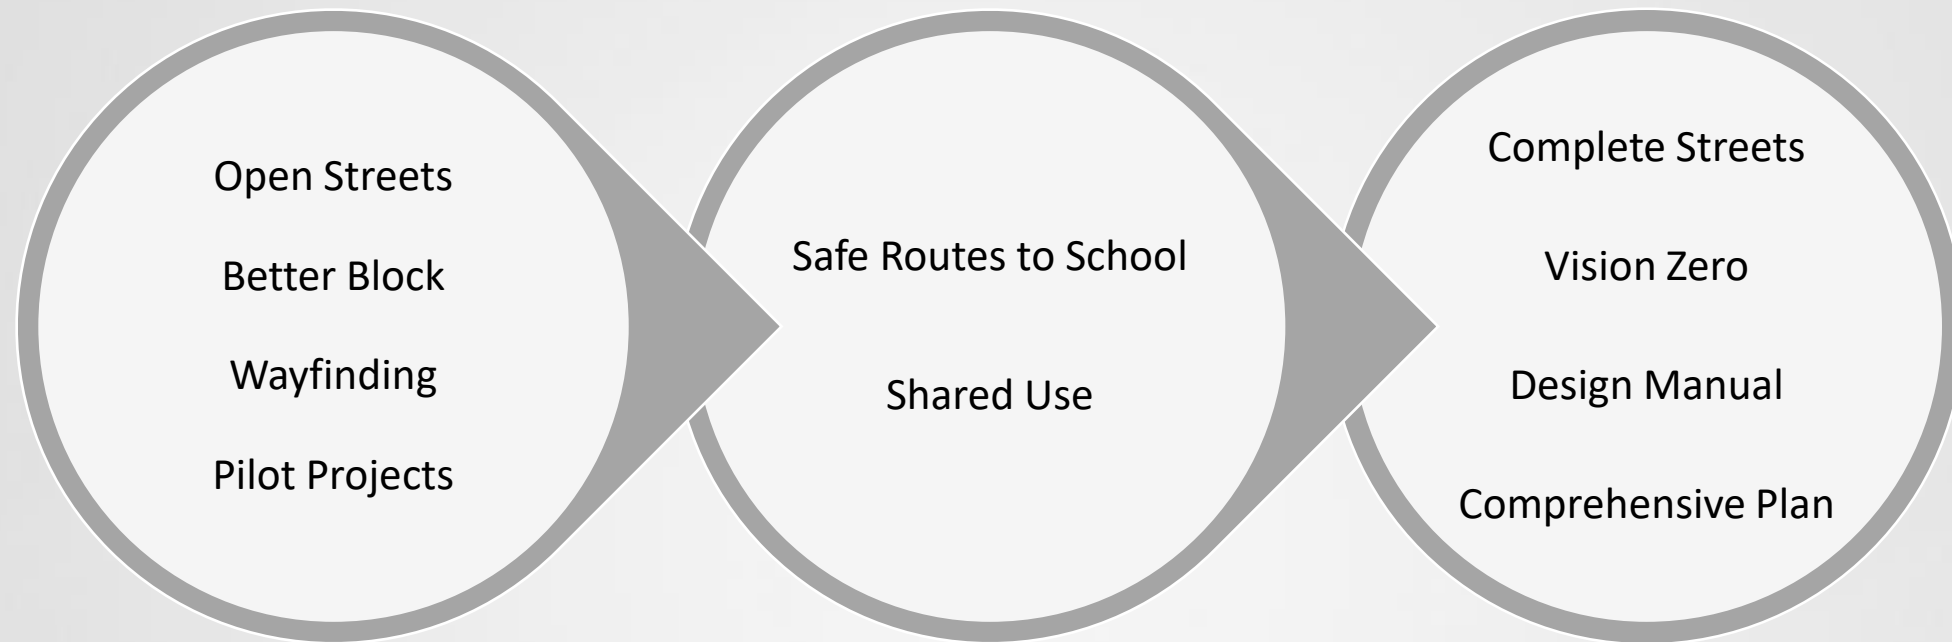 Open Streets
Better Block
Wayfinding
Pilot Projects
Safe Routes to School
Shared Use
Complete Streets
Vision Zero
Design Manual
Comprehensive Plan